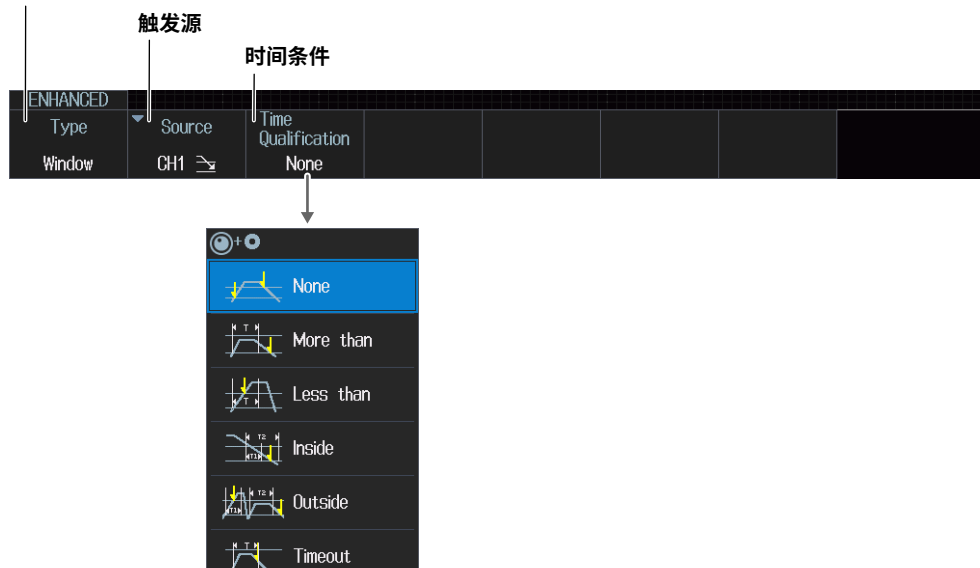 触发源
时间条件
ENHANCED
Type
Window
Source
CH1
Time
Qualification
None
None
T
More than
T
Less than
T2
T1
Inside
T2
T1
Outside
T
Timeout